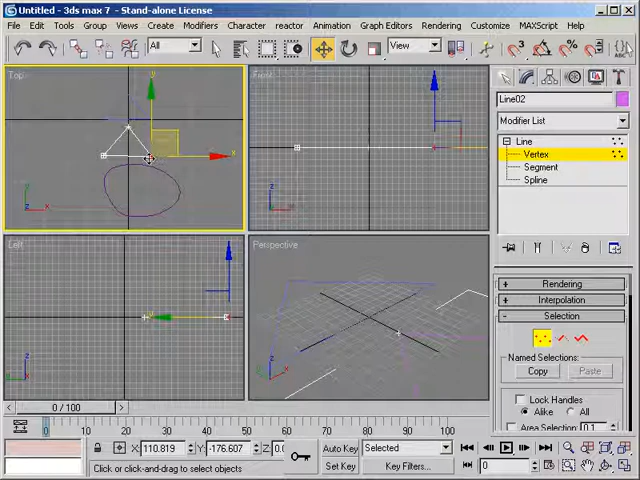 Untitled - 3ds max 7 - Stand-alone License
File Edit Tools Group Views Create Modifiers Character reactor Animation Graph Editors Rendering Customize MAXScript Help
All
View
Top
Front
Left
Perspective
y
x
z
x
Line02
Modifier List
Line
Vertex
Segment
Spline
+ Rendering
+ Interpolation
- Selection
Named Selections:
Copy Paste
Lock Handles
Alike All
Area Selection: 0.1
0 / 100
0 10 20 30 40 50 60 70 80 90 100
X: 110.819 Y: -176.607 Z:
Auto Key Selected
Click or click-and-drag to select objects
Set Key Key Filters...
0